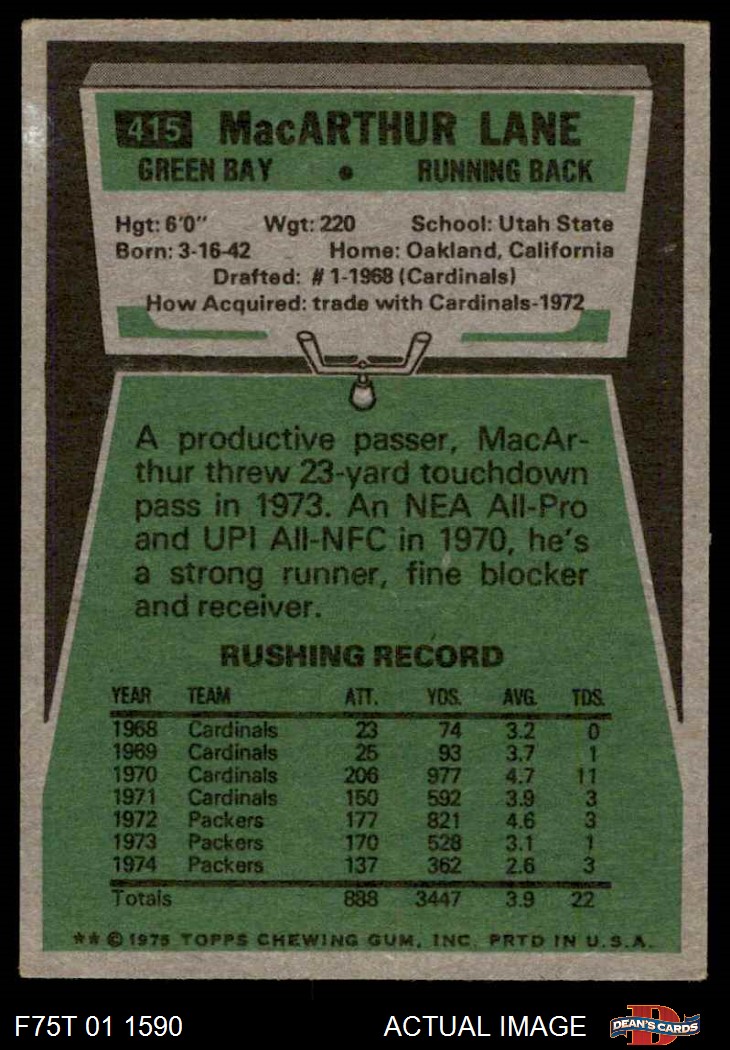 415 MacARTHUR LANE
GREEN BAY • RUNNING BACK
Hgt: 6'0" Wgt: 220 School: Utah State
Born: 3-16-42 Home: Oakland, California
Drafted: #1-1968 (Cardinals)
How Acquired: trade with Cardinals-1972
A productive passer, MacAr-
thur threw 23-yard touchdown
pass in 1973. An NEA All-Pro
and UPI All-NFC in 1970, he's
a strong runner, fine blocker
and receiver.
RUSHING RECORD
YEAR TEAM ATT. YDS. AVG. TDS.
1968 Cardinals 23 74 3.2 0
1969 Cardinals 25 93 3.7 1
1970 Cardinals 206 977 4.7 11
1971 Cardinals 150 592 3.9 3
1972 Packers 177 821 4.6 3
1973 Packers 170 528 3.1 1
1974 Packers 137 362 2.6 3
Totals 888 3447 3.9 22
** © 1975 TOPPS CHEWING GUM, INC. PRTD IN U.S.A.
F75T 01 1590 ACTUAL IMAGE D DEAN'S CARDS